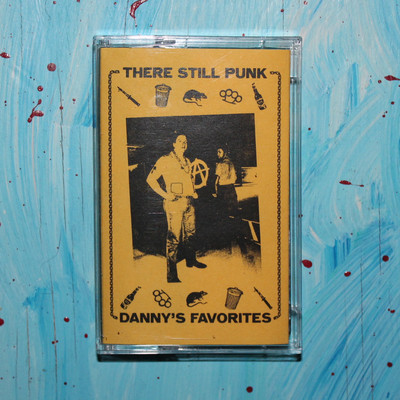 THERE STILL PUNK
DANNY'S FAVORITES